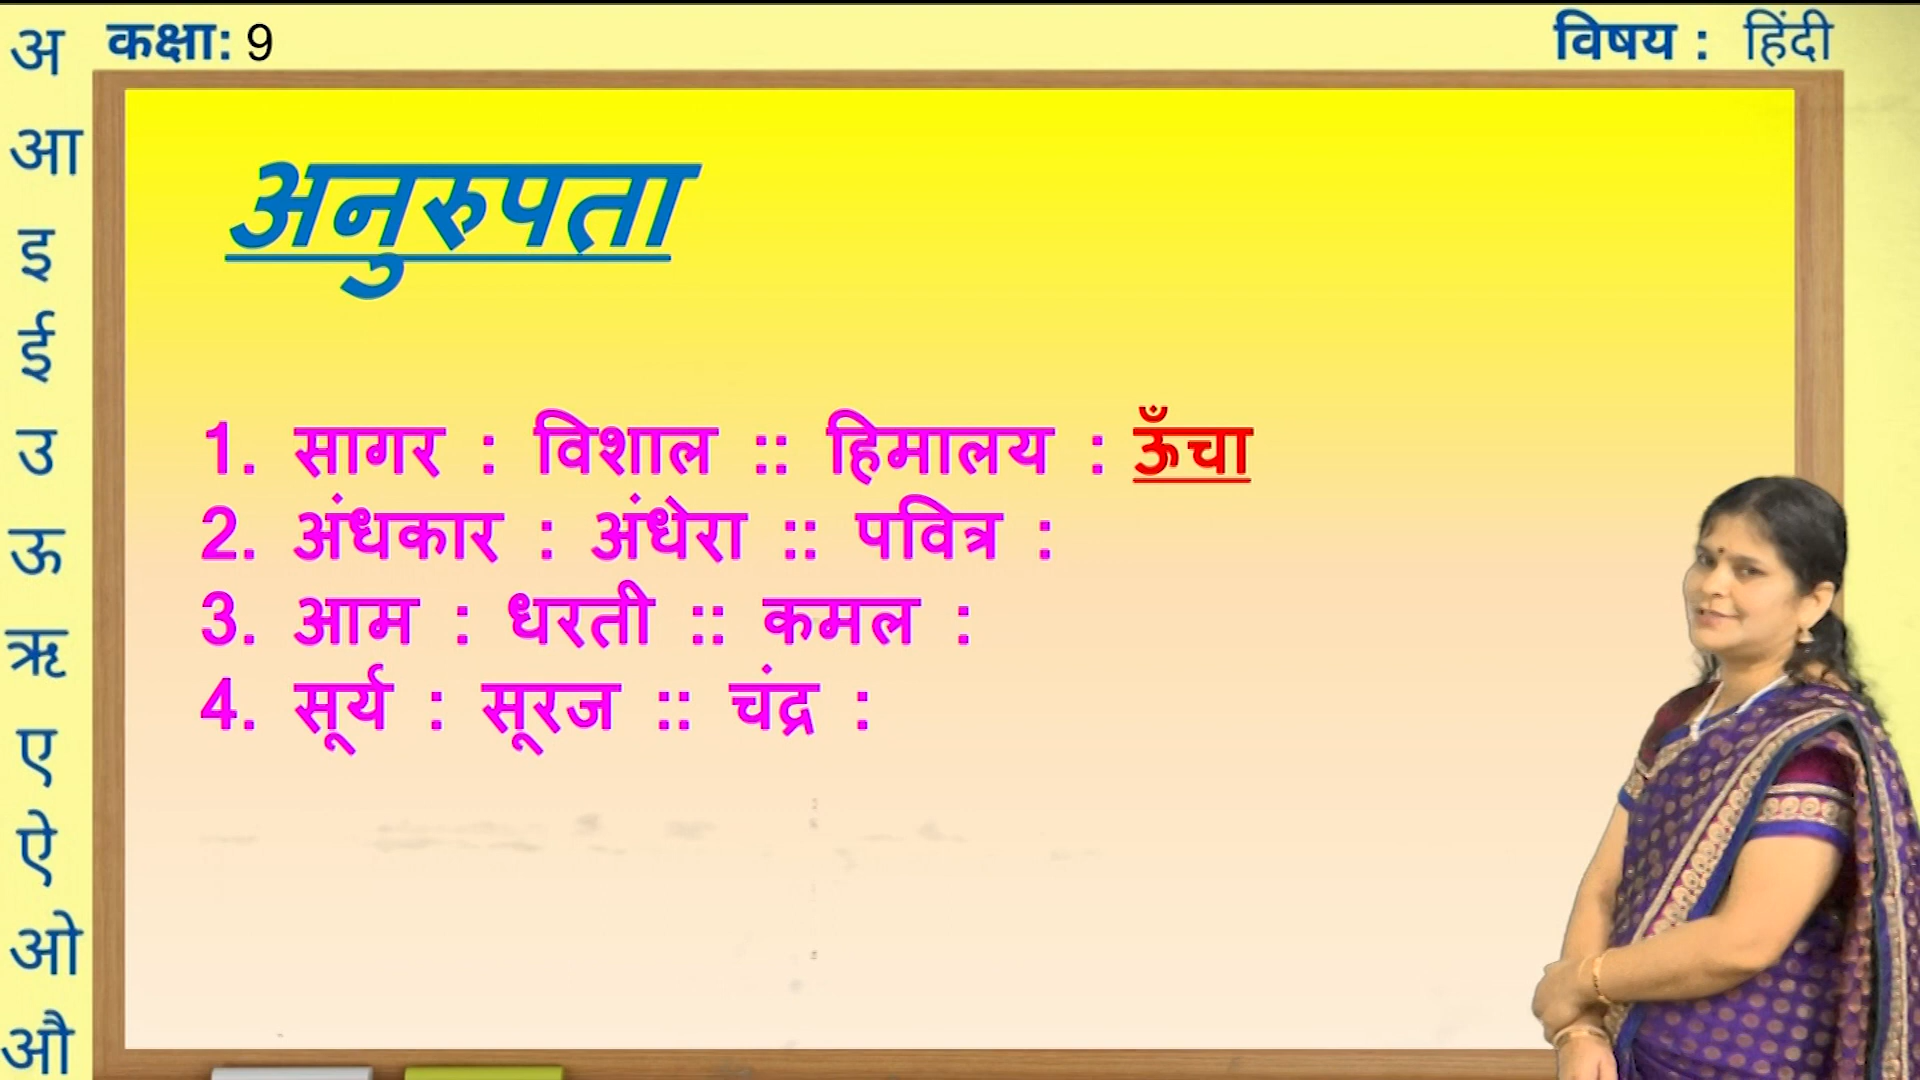 कक्षा: 9
विषय : हिंदी
अ
आ
इ
ई
उ
ऊ
ऋ
ए
ऐ
ओ
औ
अनुरुपता
1. सागर : विशाल :: हिमालय : ऊँचा
2. अंधकार : अंधेरा :: पवित्र :
3. आम : धरती :: कमल :
4. सूर्य : सूरज :: चंद्र :